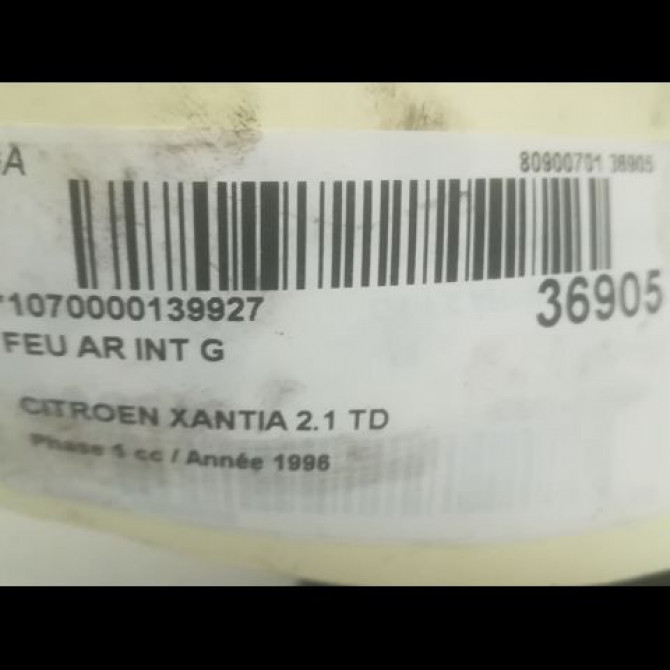 A 80900701 36905
*1070000139927 36905
FEU AR INT G
CITROEN XANTIA 2.1 TD
Phase 1 cc / Année 1996